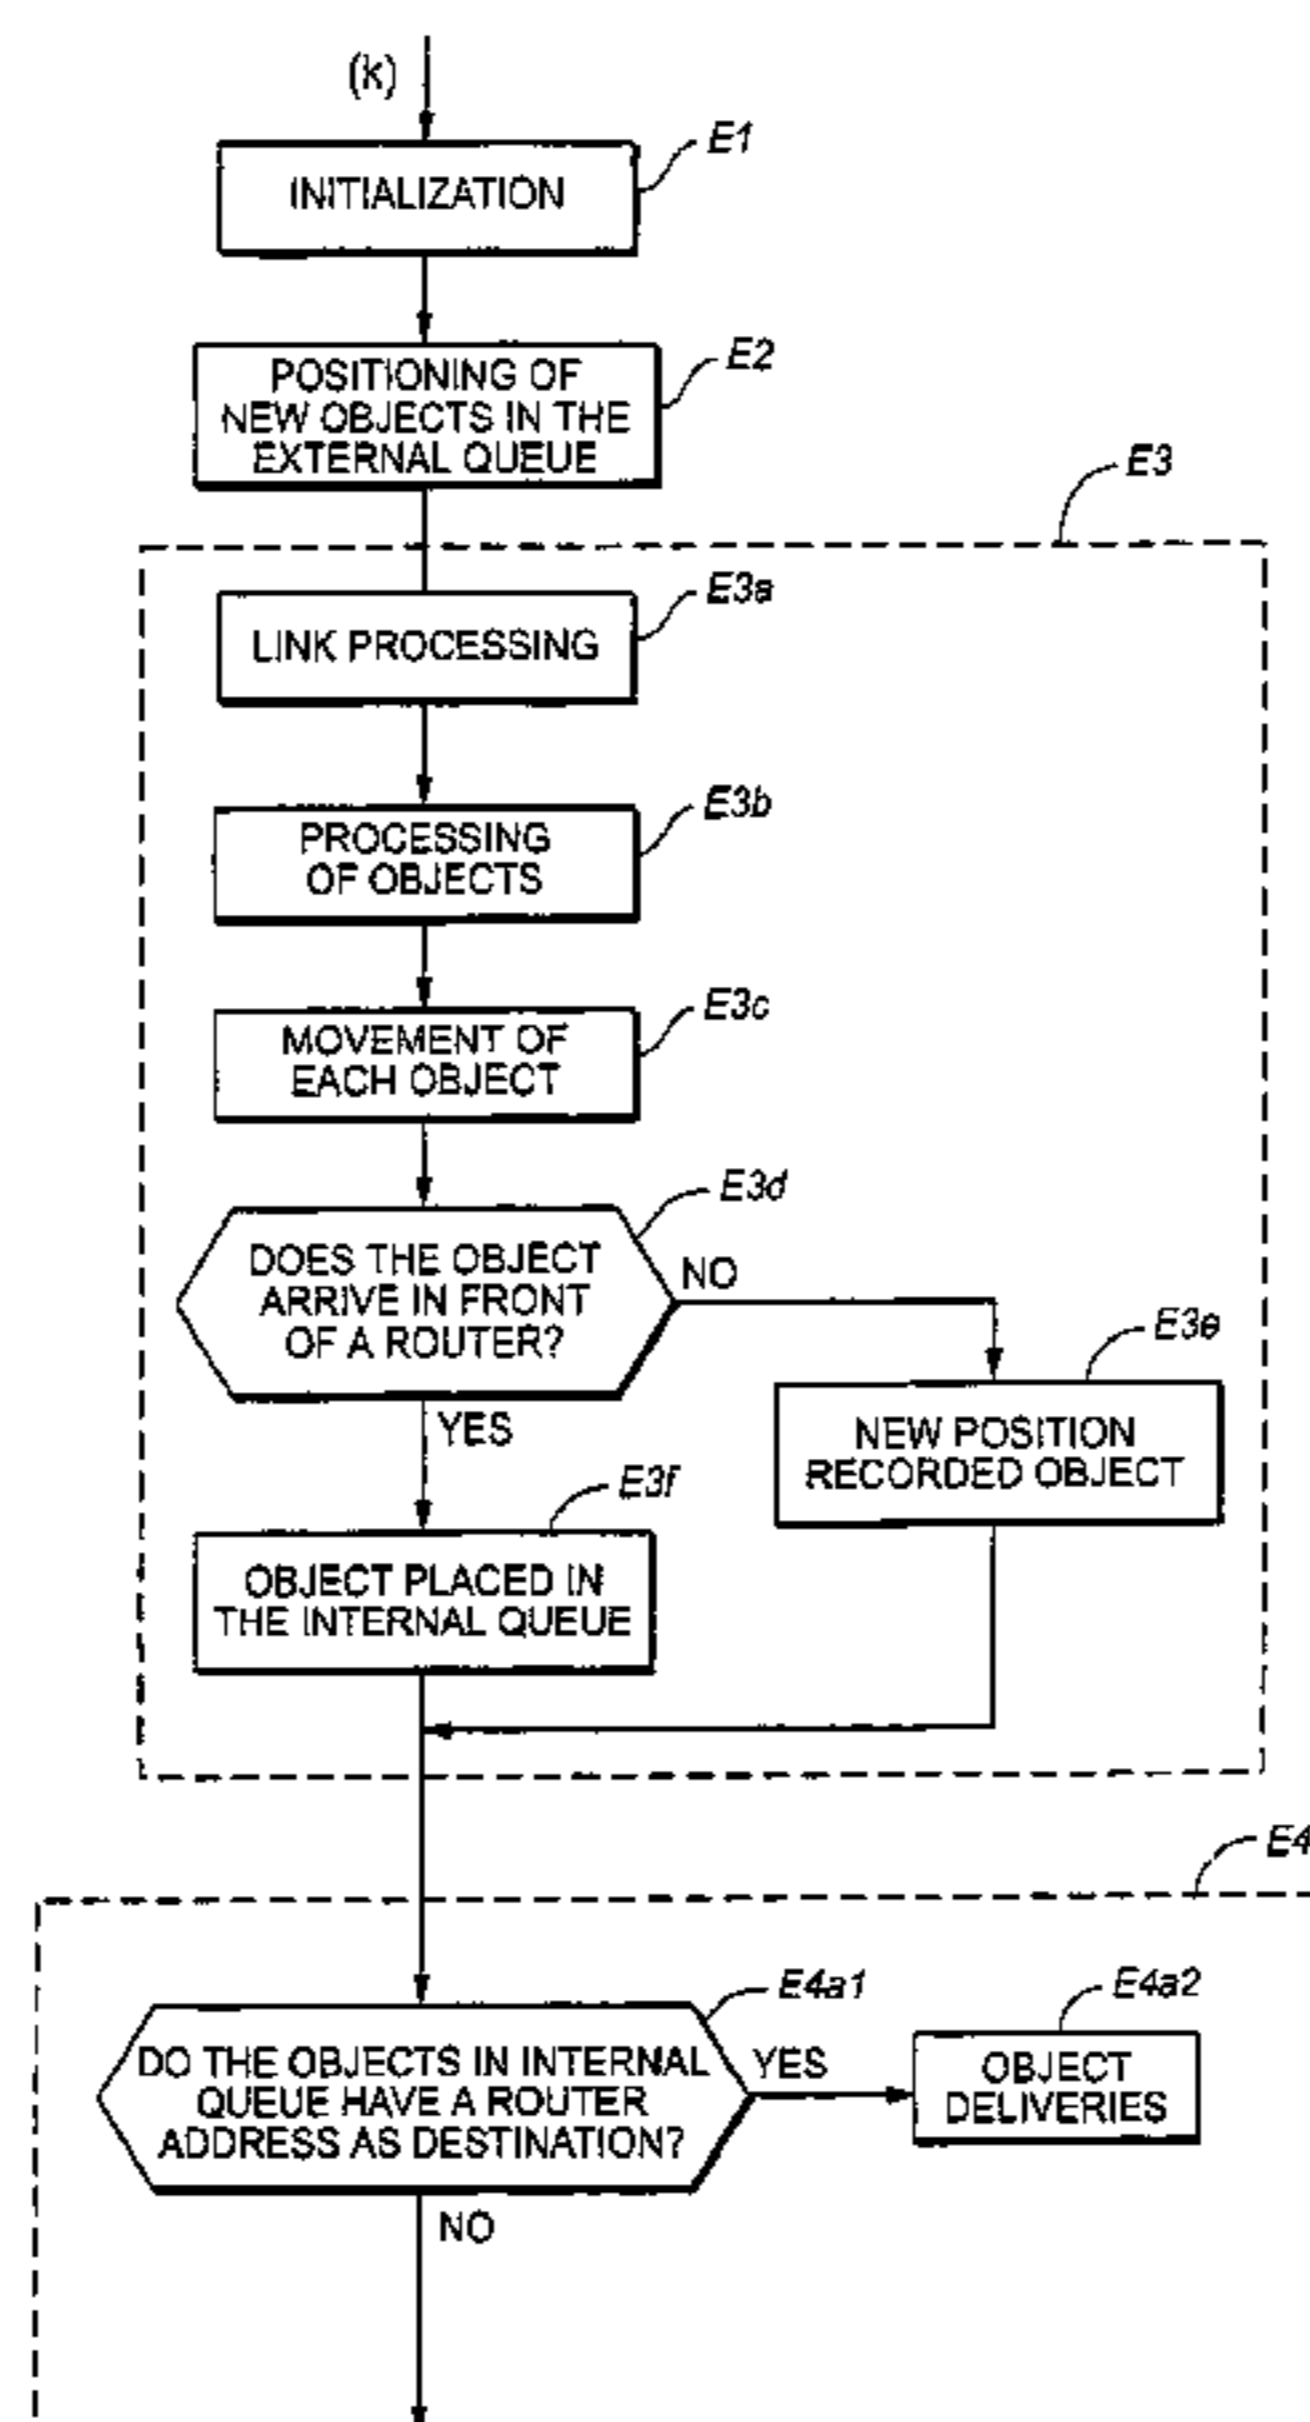 (k)
E1
INITIALIZATION
E2
POSITIONING OF
NEW OBJECTS IN THE
EXTERNAL QUEUE
E3
E3a
LINK PROCESSING
E3b
PROCESSING
OF OBJECTS
E3c
MOVEMENT OF
EACH OBJECT
E3d
DOES THE OBJECT
ARRIVE IN FRONT
OF A ROUTER?
NO
E3e
NEW POSITION
RECORDED OBJECT
YES
E3f
OBJECT PLACED IN
THE INTERNAL QUEUE
E4
E4a1
DO THE OBJECTS IN INTERNAL
QUEUE HAVE A ROUTER
ADDRESS AS DESTINATION?
YES
E4a2
OBJECT
DELIVERIES
NO